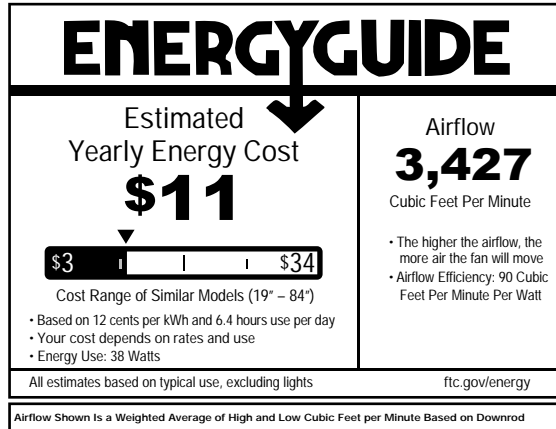 ENERGYGUIDE
Estimated
Yearly Energy Cost
$11
$3
$34
Cost Range of Similar Models (19” – 84”)
• Based on 12 cents per kWh and 6.4 hours use per day
• Your cost depends on rates and use
• Energy Use: 38 Watts
Airflow
3,427
Cubic Feet Per Minute
• The higher the airflow, the
more air the fan will move
• Airflow Efficiency: 90 Cubic
Feet Per Minute Per Watt
All estimates based on typical use, excluding lights
ftc.gov/energy
Airflow Shown Is a Weighted Average of High and Low Cubic Feet per Minute Based on Downrod